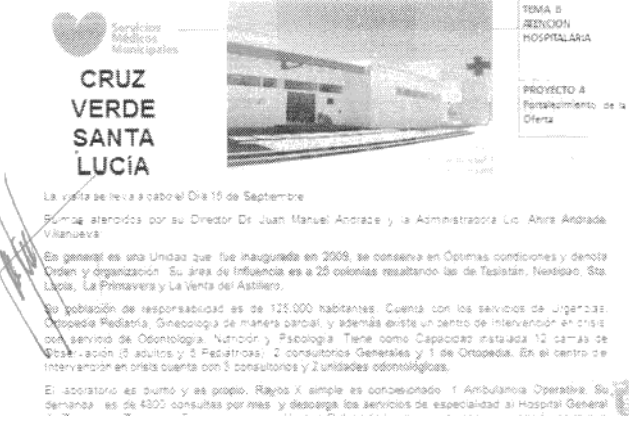 Servicios
Médicos
Municipales
CRUZ
VERDE
SANTA
LUCÍA
TEMA B
ATENCION
HOSPITALARIA
PROYECTO 4
Fortalecimiento de la
Oferta
La visita se lleva a cabo el Día 15 de Septiembre
Fuimos atendidos por su Director Dr. Juan Manuel Andrade y la Administradora Lic. Andrade
Villanueva
En general es una Unidad que fue inaugurada en 2009, se conserva en Óptimas condiciones y denota
Orden y organización. Su área de Influencia es a 25 colonias resaltando las de Tesistán, Nextipac, Sta.
Lucia, La Primavera y La Venta del Astillero.
Su población de responsabilidad es de 125,000 habitantes. Cuenta con los servicios de Urgencias,
Ortopedia Pediatría, Ginecología de manera parcial, y además existe un centro de intervención en crisis
con servicio de Odontología, Nutrición y Psicología. Tiene como Capacidad instalada 12 camas de
Observación (6 adultos y 6 Pediátricas), 2 consultorios Generales y 1 de Ortopedia. En el centro de
intervención en crisis cuenta con 3 consultorios y 2 unidades odontológicas.
El laboratorio es diurno y es propio, Rayos X simple es concesionado. 1 Ambulancia Operativa. Su
demanda es de 4800 consultas por mes y descarga los servicios de especialidad al Hospital General